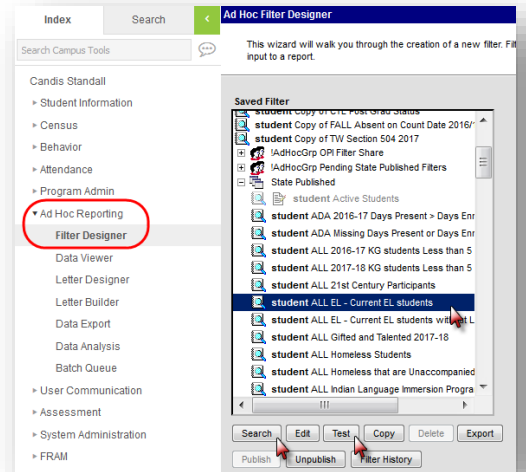 Index
Search
Search Campus Tools
Candis Standall
Student Information
Census
Behavior
Attendance
Program Admin
Ad Hoc Reporting
Filter Designer
Data Viewer
Letter Designer
Letter Builder
Data Export
Data Analysis
Batch Queue
User Communication
Assessment
System Administration
FRAM
Ad Hoc Filter Designer
This wizard will walk you through the creation of a new filter.
input to a report.
Saved Filter
student Copy of CTE Post Grad Status
student Copy of FALL Absent on Count Date 2016/
student Copy of TW Section 504 2017
!AdHocGrp OPI Filter Share
!AdHocGrp Pending State Published Filters
State Published
student Active Students
student ADA 2016-17 Days Present > Days Enr
student ADA Missing Days Present or Days Enr
student ALL 2016-17 KG students Less than 5
student ALL 2017-18 KG students Less than 5
student ALL 21st Century Participants
student ALL EL - Current EL students
student ALL EL - Current EL students without L
student ALL Gifted and Talented 2017-18
student ALL Homeless Students
student ALL Homeless that are Unaccompanied
student ALL Indian Language Immersion Progra
Search Edit Test Copy Delete Export
Publish Unpublish Filter History